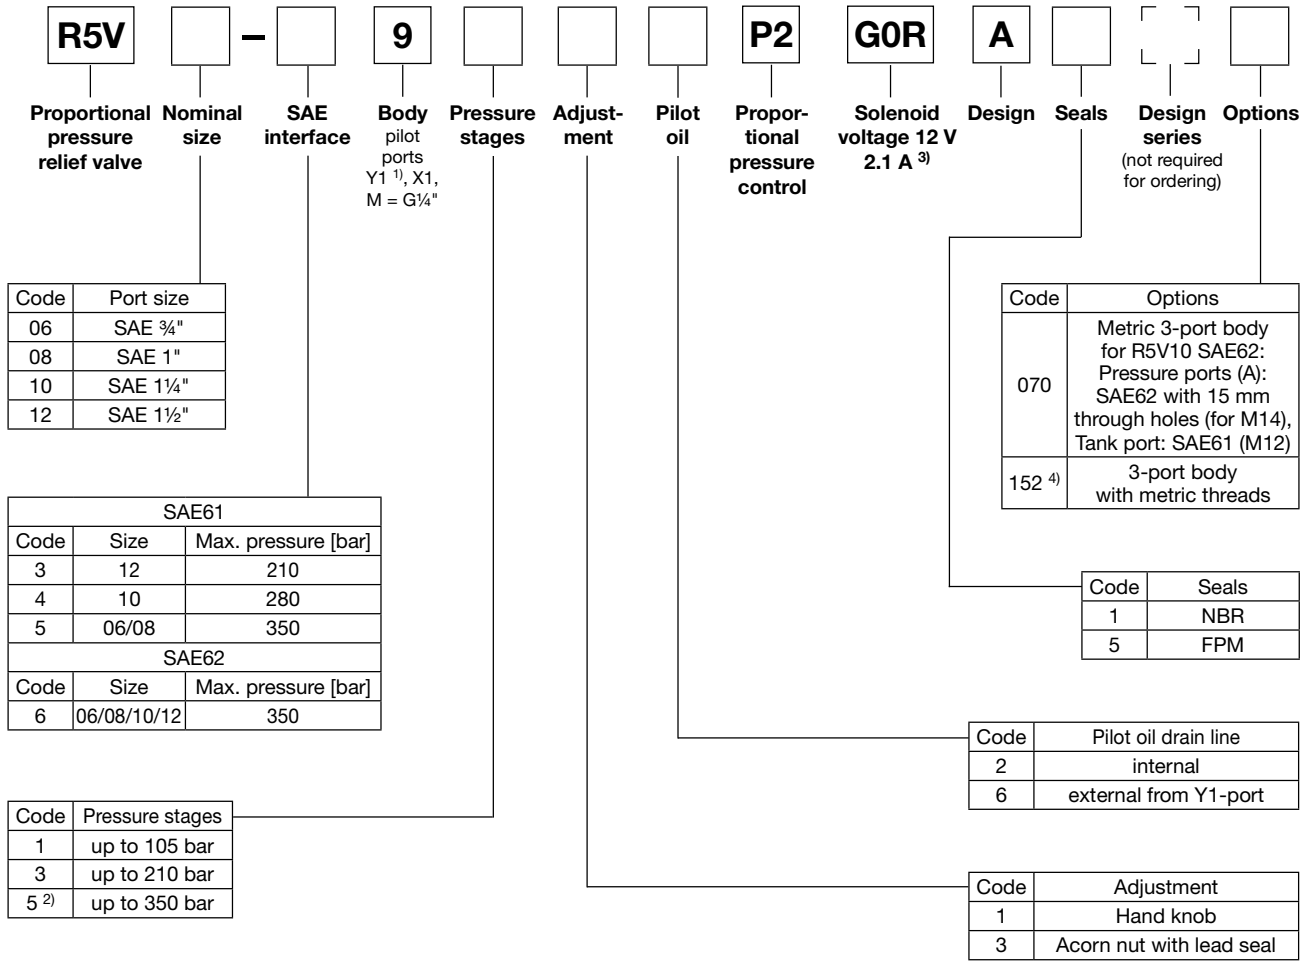 R5V – 9 P2 G0R A
Proportional pressure relief valve
Nominal size
SAE interface
Body pilot ports Y1 1), X1, M = G¼"
Pressure stages
Adjust-ment
Pilot oil
Propor-tional pressure control
Solenoid voltage 12 V 2.1 A 3)
Design
Seals
Design series (not required for ordering)
Options
Code Port size
06 SAE ¾"
08 SAE 1"
10 SAE 1¼"
12 SAE 1½"
SAE61
Code Size Max. pressure [bar]
3 12 210
4 10 280
5 06/08 350
SAE62
Code Size Max. pressure [bar]
6 06/08/10/12 350
Code Pressure stages
1 up to 105 bar
3 up to 210 bar
5 2) up to 350 bar
Code Options
070 Metric 3-port body for R5V10 SAE62: Pressure ports (A): SAE62 with 15 mm through holes (for M14), Tank port: SAE61 (M12)
152 4) 3-port body with metric threads
Code Seals
1 NBR
5 FPM
Code Pilot oil drain line
2 internal
6 external from Y1-port
Code Adjustment
1 Hand knob
3 Acorn nut with lead seal